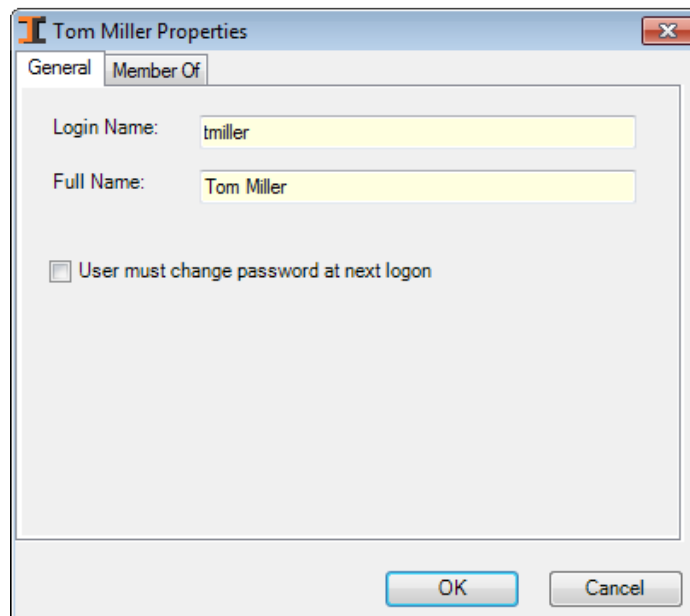 Tom Miller Properties
General Member Of
Login Name: tmiller
Full Name: Tom Miller
User must change password at next logon
OK Cancel